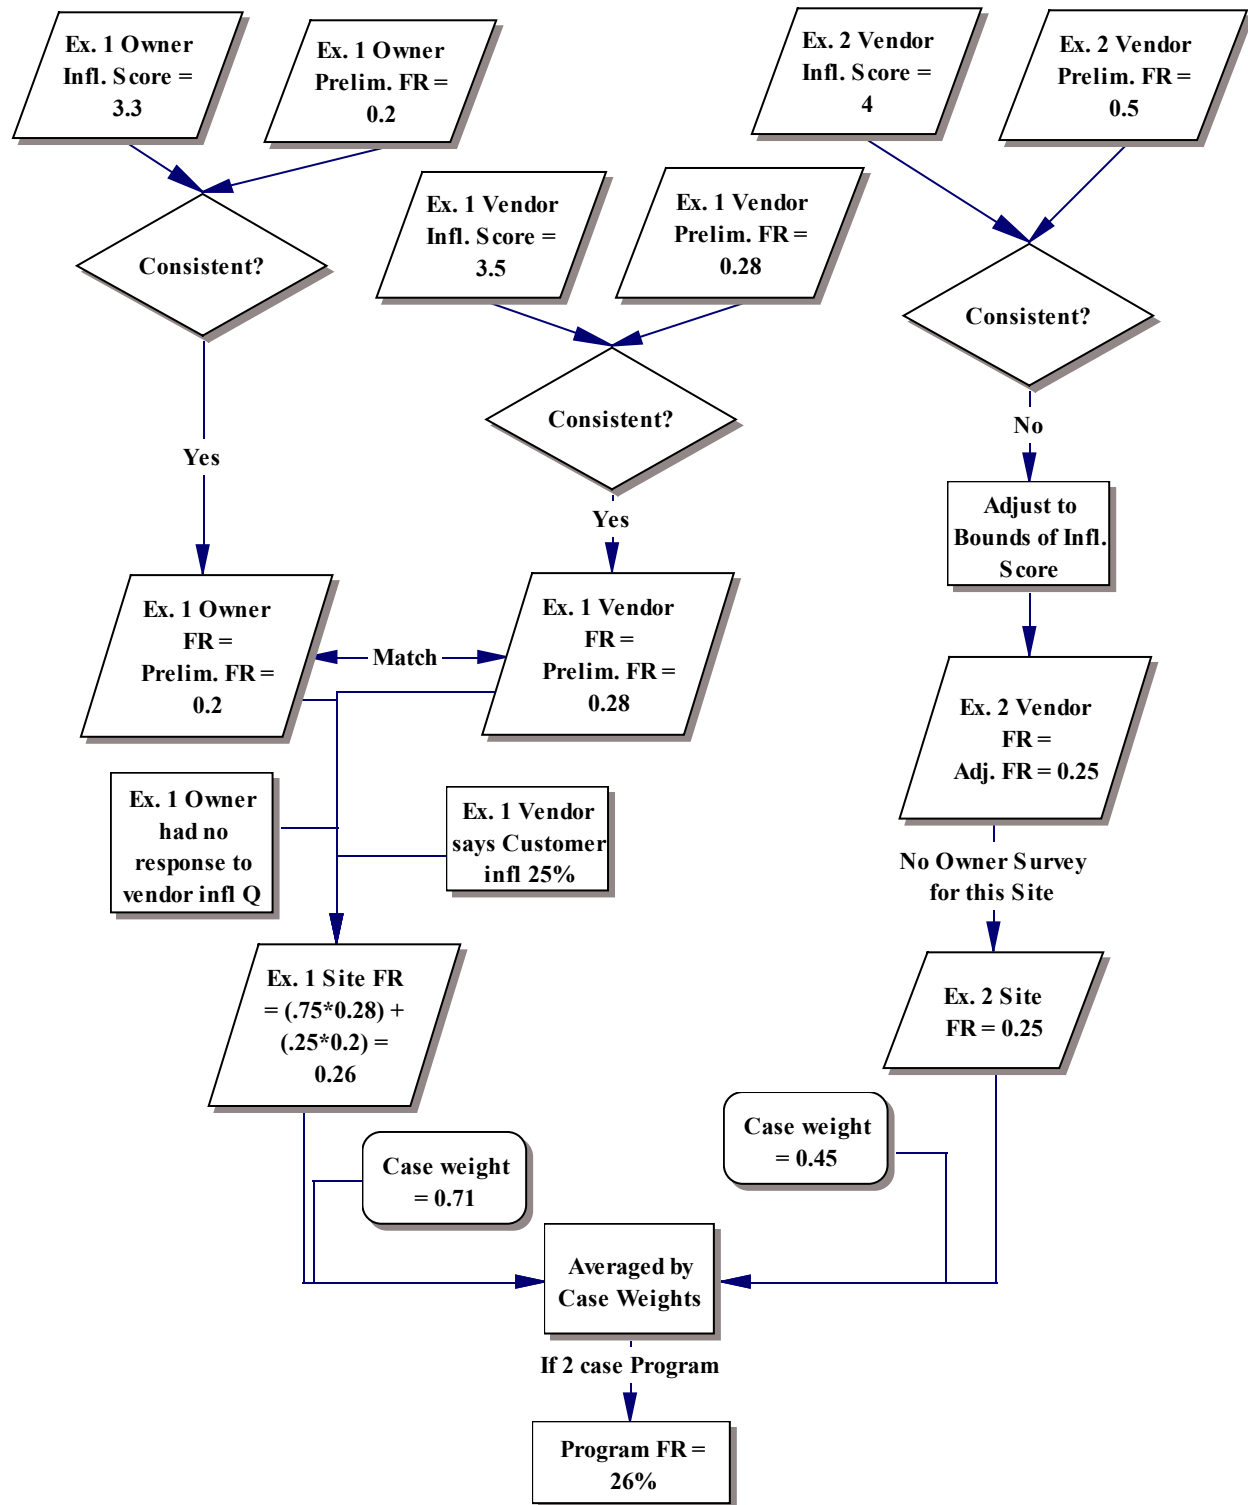 Ex. 1 Owner
Infl. Score =
3.3
Ex. 1 Owner
Prelim. FR =
0.2
Ex. 2 Vendor
Infl. Score =
4
Ex. 2 Vendor
Prelim. FR =
0.5
Ex. 1 Vendor
Infl. Score =
3.5
Ex. 1 Vendor
Prelim. FR =
0.28
Consistent?
Consistent?
Consistent?
No
Yes
Yes
Adjust to
Bounds of Infl.
Score
Ex. 1 Owner
FR =
Prelim. FR =
0.2
Match
Ex. 1 Vendor
FR =
Prelim. FR =
0.28
Ex. 2 Vendor
FR =
Adj. FR = 0.25
Ex. 1 Owner
had no
response to
vendor infl Q
Ex. 1 Vendor
says Customer
infl 25%
No Owner Survey
for this Site
Ex. 1 Site FR
= (.75*0.28) +
(.25*0.2) =
0.26
Ex. 2 Site
FR = 0.25
Case weight
= 0.71
Case weight
= 0.45
Averaged by
Case Weights
If 2 case Program
Program FR =
26%